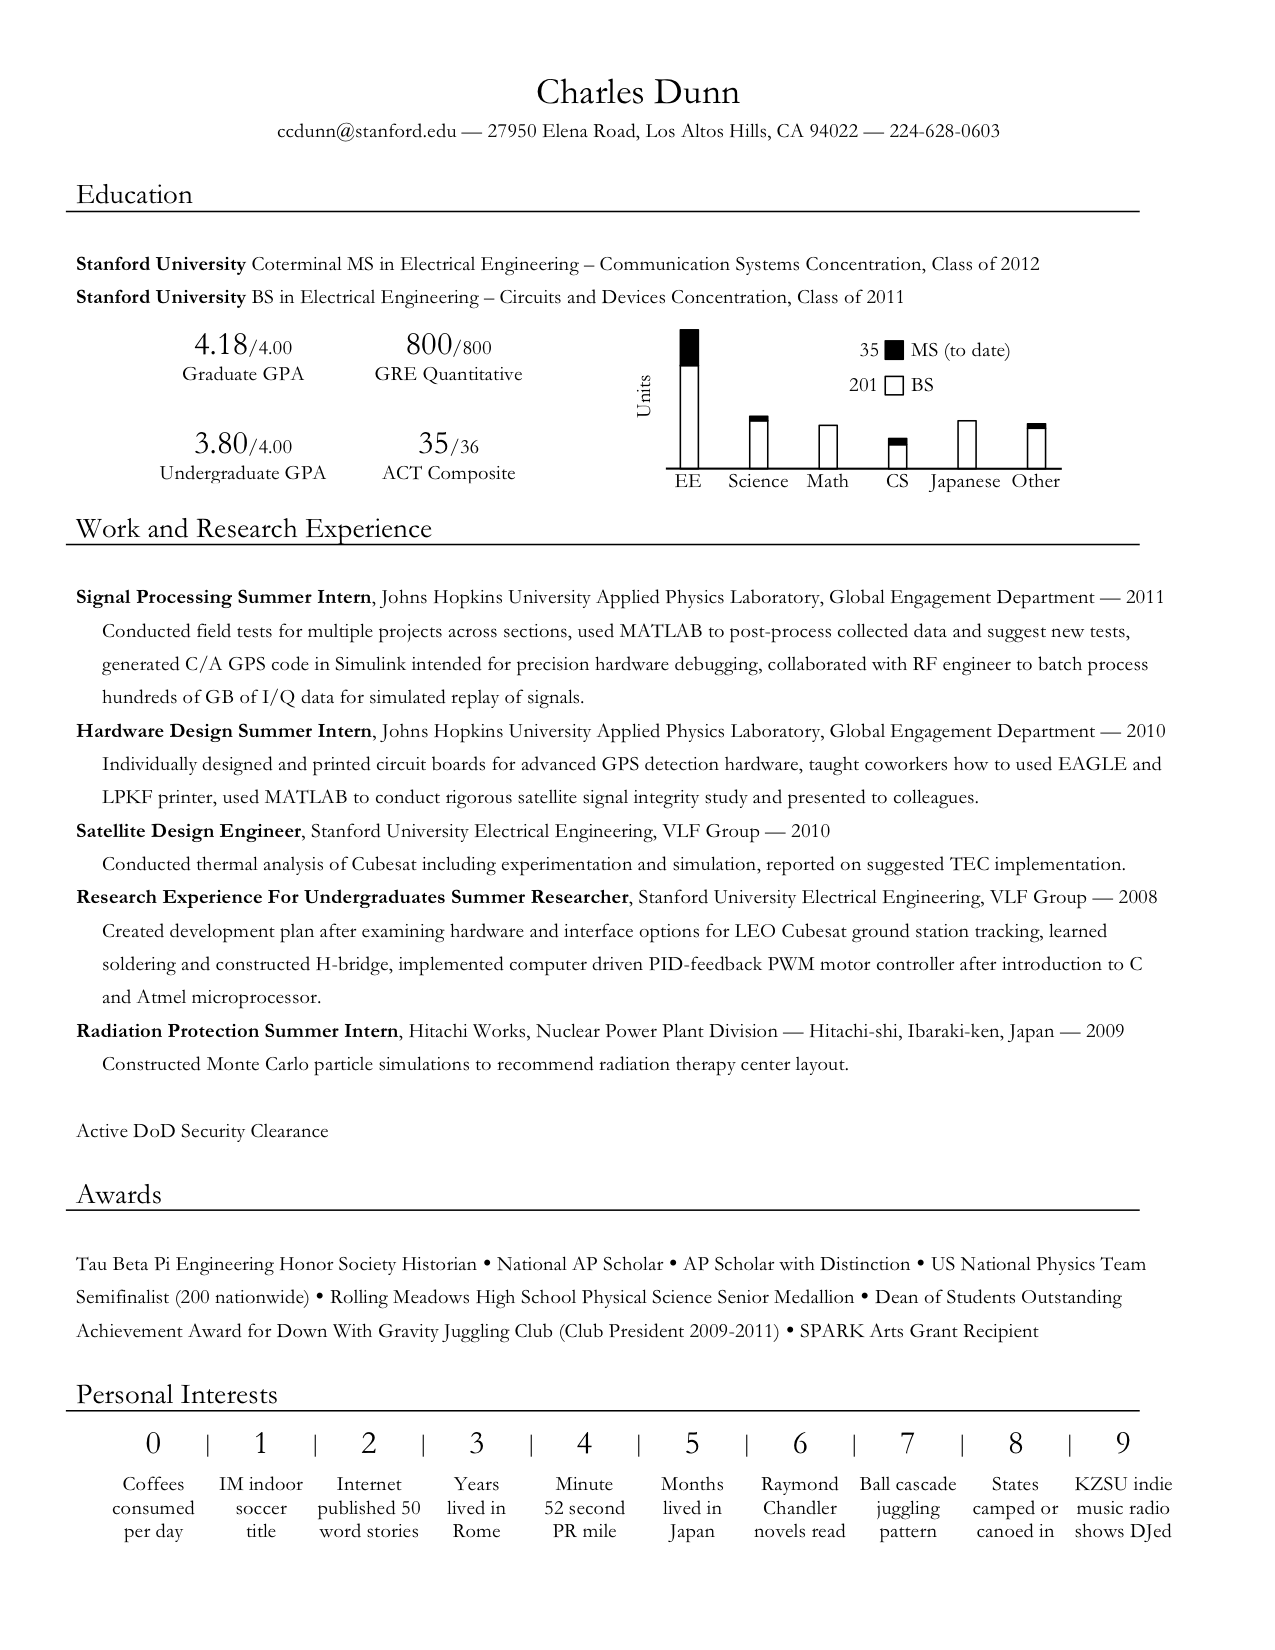 Charles Dunn
ccdunn@stanford.edu — 27950 Elena Road, Los Altos Hills, CA 94022 — 224-628-0603
Education
Stanford University Coterminal MS in Electrical Engineering – Communication Systems Concentration, Class of 2012
Stanford University BS in Electrical Engineering – Circuits and Devices Concentration, Class of 2011
4.18/4.00 800/800
Graduate GPA GRE Quantitative
3.80/4.00 35/36
Undergraduate GPA ACT Composite
Units
35 MS (to date)
201 BS
EE Science Math CS Japanese Other
Work and Research Experience
Signal Processing Summer Intern, Johns Hopkins University Applied Physics Laboratory, Global Engagement Department — 2011
Conducted field tests for multiple projects across sections, used MATLAB to post-process collected data and suggest new tests,
generated C/A GPS code in Simulink intended for precision hardware debugging, collaborated with RF engineer to batch process
hundreds of GB of I/Q data for simulated replay of signals.
Hardware Design Summer Intern, Johns Hopkins University Applied Physics Laboratory, Global Engagement Department — 2010
Individually designed and printed circuit boards for advanced GPS detection hardware, taught coworkers how to used EAGLE and
LPKF printer, used MATLAB to conduct rigorous satellite signal integrity study and presented to colleagues.
Satellite Design Engineer, Stanford University Electrical Engineering, VLF Group — 2010
Conducted thermal analysis of Cubesat including experimentation and simulation, reported on suggested TEC implementation.
Research Experience For Undergraduates Summer Researcher, Stanford University Electrical Engineering, VLF Group — 2008
Created development plan after examining hardware and interface options for LEO Cubesat ground station tracking, learned
soldering and constructed H-bridge, implemented computer driven PID-feedback PWM motor controller after introduction to C
and Atmel microprocessor.
Radiation Protection Summer Intern, Hitachi Works, Nuclear Power Plant Division — Hitachi-shi, Ibaraki-ken, Japan — 2009
Constructed Monte Carlo particle simulations to recommend radiation therapy center layout.
Active DoD Security Clearance
Awards
Tau Beta Pi Engineering Honor Society Historian • National AP Scholar • AP Scholar with Distinction • US National Physics Team
Semifinalist (200 nationwide) • Rolling Meadows High School Physical Science Senior Medallion • Dean of Students Outstanding
Achievement Award for Down With Gravity Juggling Club (Club President 2009-2011) • SPARK Arts Grant Recipient
Personal Interests
0 | 1 | 2 | 3 | 4 | 5 | 6 | 7 | 8 | 9
Coffees IM indoor Internet Years Minute Months Raymond Ball cascade States KZSU indie
consumed soccer published 50 lived in 52 second lived in Chandler juggling camped or music radio
per day title word stories Rome PR mile Japan novels read pattern canoed in shows DJed